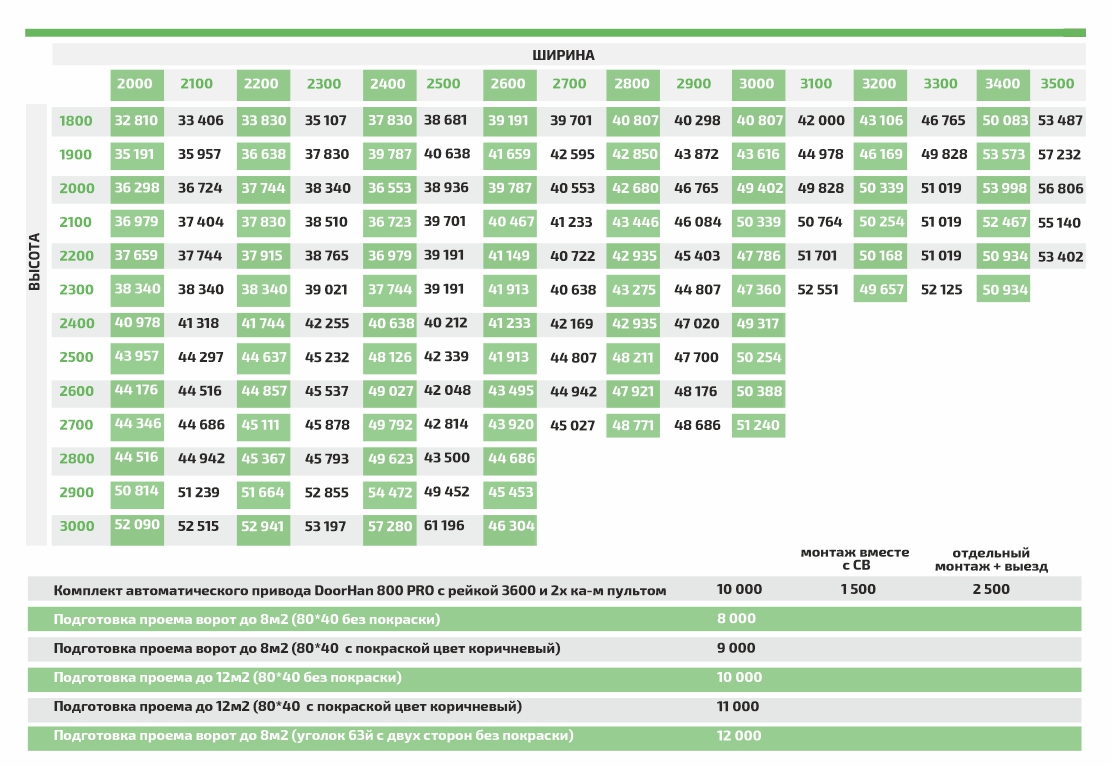 ШИРИНА
2000 2100 2200 2300 2400 2500 2600 2700 2800 2900 3000 3100 3200 3300 3400 3500
ВЫСОТА
1800 32 810 33 406 33 830 35 107 37 830 38 681 39 191 39 701 40 807 40 298 40 807 42 000 43 106 46 765 50 083 53 487
1900 35 191 35 957 36 638 37 830 39 787 40 638 41 659 42 595 42 850 43 872 43 616 44 978 46 169 49 828 53 573 57 232
2000 36 298 36 724 37 744 38 340 36 553 38 936 39 787 40 553 42 680 46 765 49 402 49 828 50 339 51 019 53 998 56 806
2100 36 979 37 404 37 830 38 510 36 723 39 701 40 467 41 233 43 446 46 084 50 339 50 764 50 254 51 019 52 467 55 140
2200 37 659 37 744 37 915 38 765 36 979 39 191 41 149 40 722 42 935 45 403 47 786 51 701 50 168 51 019 50 934 53 402
2300 38 340 38 340 38 340 39 021 37 744 39 191 41 913 40 638 43 275 44 807 47 360 52 551 49 657 52 125 50 934
2400 40 978 41 318 41 744 42 255 40 638 40 212 41 233 42 169 42 935 47 020 49 317
2500 43 957 44 297 44 637 45 232 48 126 42 339 41 913 44 807 48 211 47 700 50 254
2600 44 176 44 516 44 857 45 537 49 027 42 048 43 495 44 942 47 921 48 176 50 388
2700 44 346 44 686 45 111 45 878 49 792 42 814 43 920 45 027 48 771 48 686 51 240
2800 44 516 44 942 45 367 45 793 49 623 43 500 44 686
2900 50 814 51 239 51 664 52 855 54 472 49 452 45 453
3000 52 090 52 515 52 941 53 197 57 280 61 196 46 304
монтаж вместе
с СВ
отдельный
монтаж + выезд
Комплект автоматического привода DoorHan 800 PRO с рейкой 3600 и 2х ка-м пультом 10 000 1 500 2 500
Подготовка проема ворот до 8м2 (80*40 без покраски) 8 000
Подготовка проема ворот до 8м2 (80*40 с покраской цвет коричневый) 9 000
Подготовка проема до 12м2 (80*40 без покраски) 10 000
Подготовка проема до 12м2 (80*40 с покраской цвет коричневый) 11 000
Подготовка проема ворот до 8м2 (уголок 63й с двух сторон без покраски) 12 000